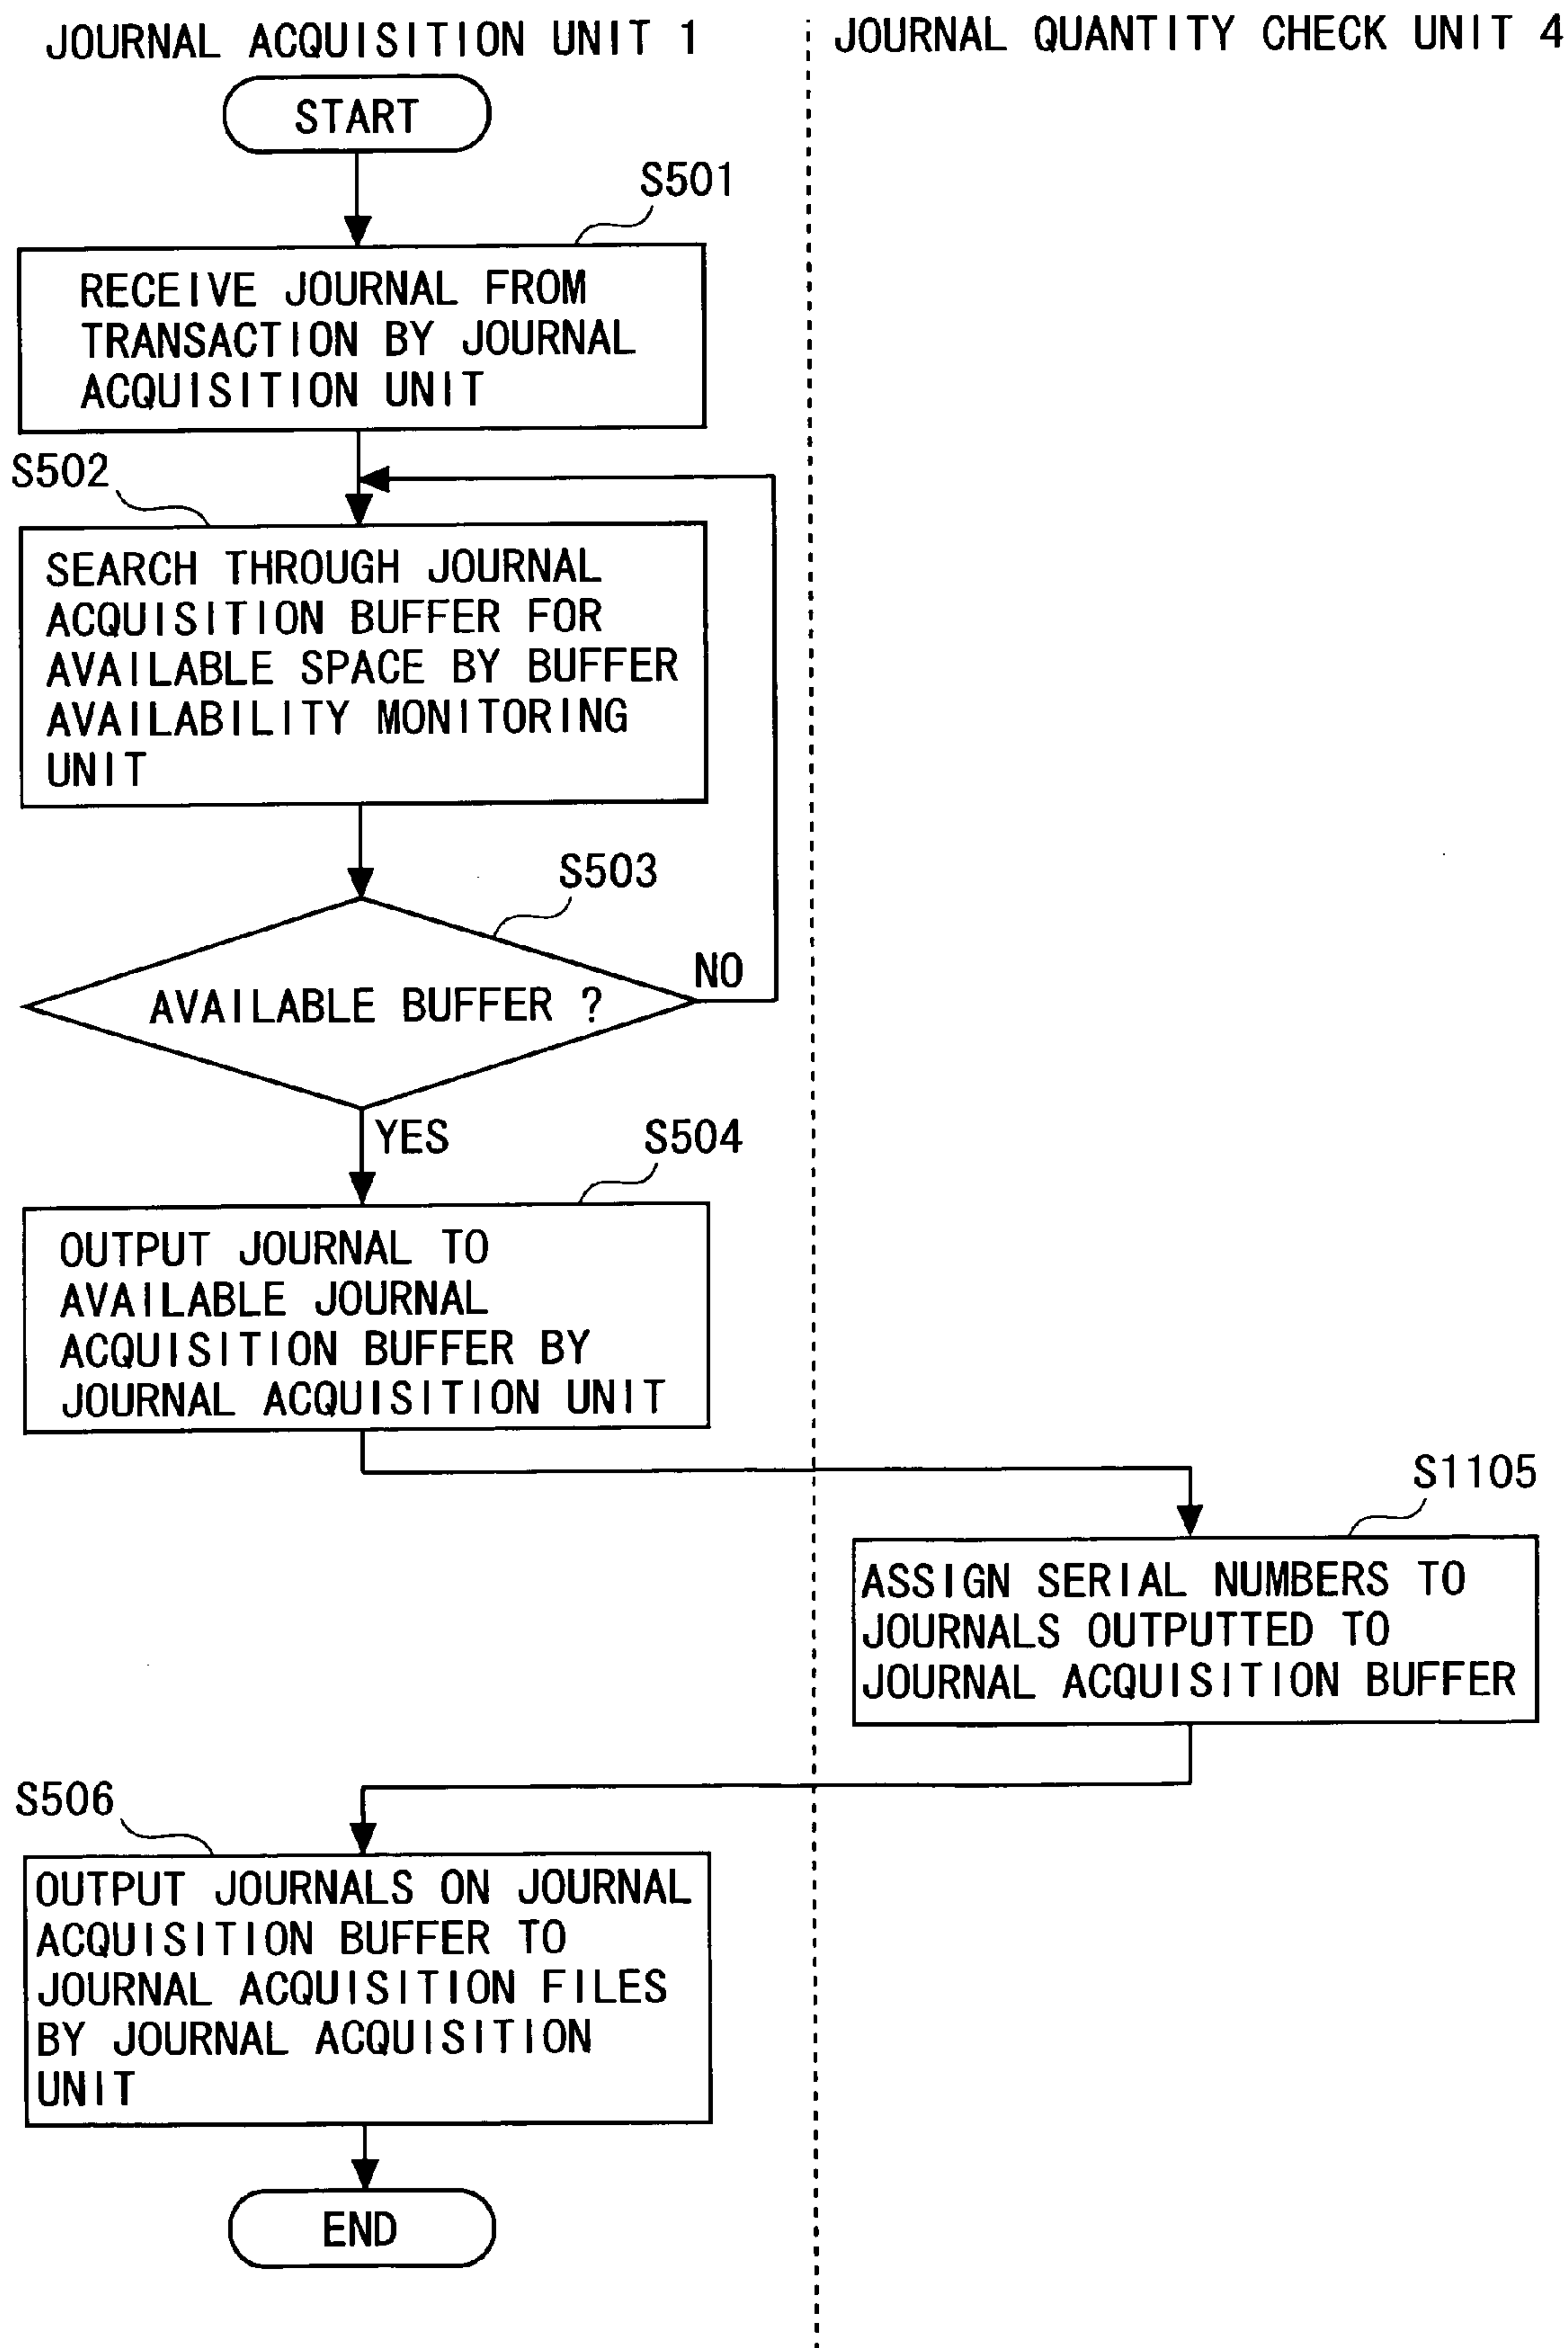 JOURNAL ACQUISITION UNIT 1
JOURNAL QUANTITY CHECK UNIT 4
START
S501
RECEIVE JOURNAL FROM
TRANSACTION BY JOURNAL
ACQUISITION UNIT
S502
SEARCH THROUGH JOURNAL
ACQUISITION BUFFER FOR
AVAILABLE SPACE BY BUFFER
AVAILABILITY MONITORING
UNIT
S503
AVAILABLE BUFFER ?
NO
YES
S504
OUTPUT JOURNAL TO
AVAILABLE JOURNAL
ACQUISITION BUFFER BY
JOURNAL ACQUISITION UNIT
S1105
ASSIGN SERIAL NUMBERS TO
JOURNALS OUTPUTTED TO
JOURNAL ACQUISITION BUFFER
S506
OUTPUT JOURNALS ON JOURNAL
ACQUISITION BUFFER TO
JOURNAL ACQUISITION FILES
BY JOURNAL ACQUISITION
UNIT
END